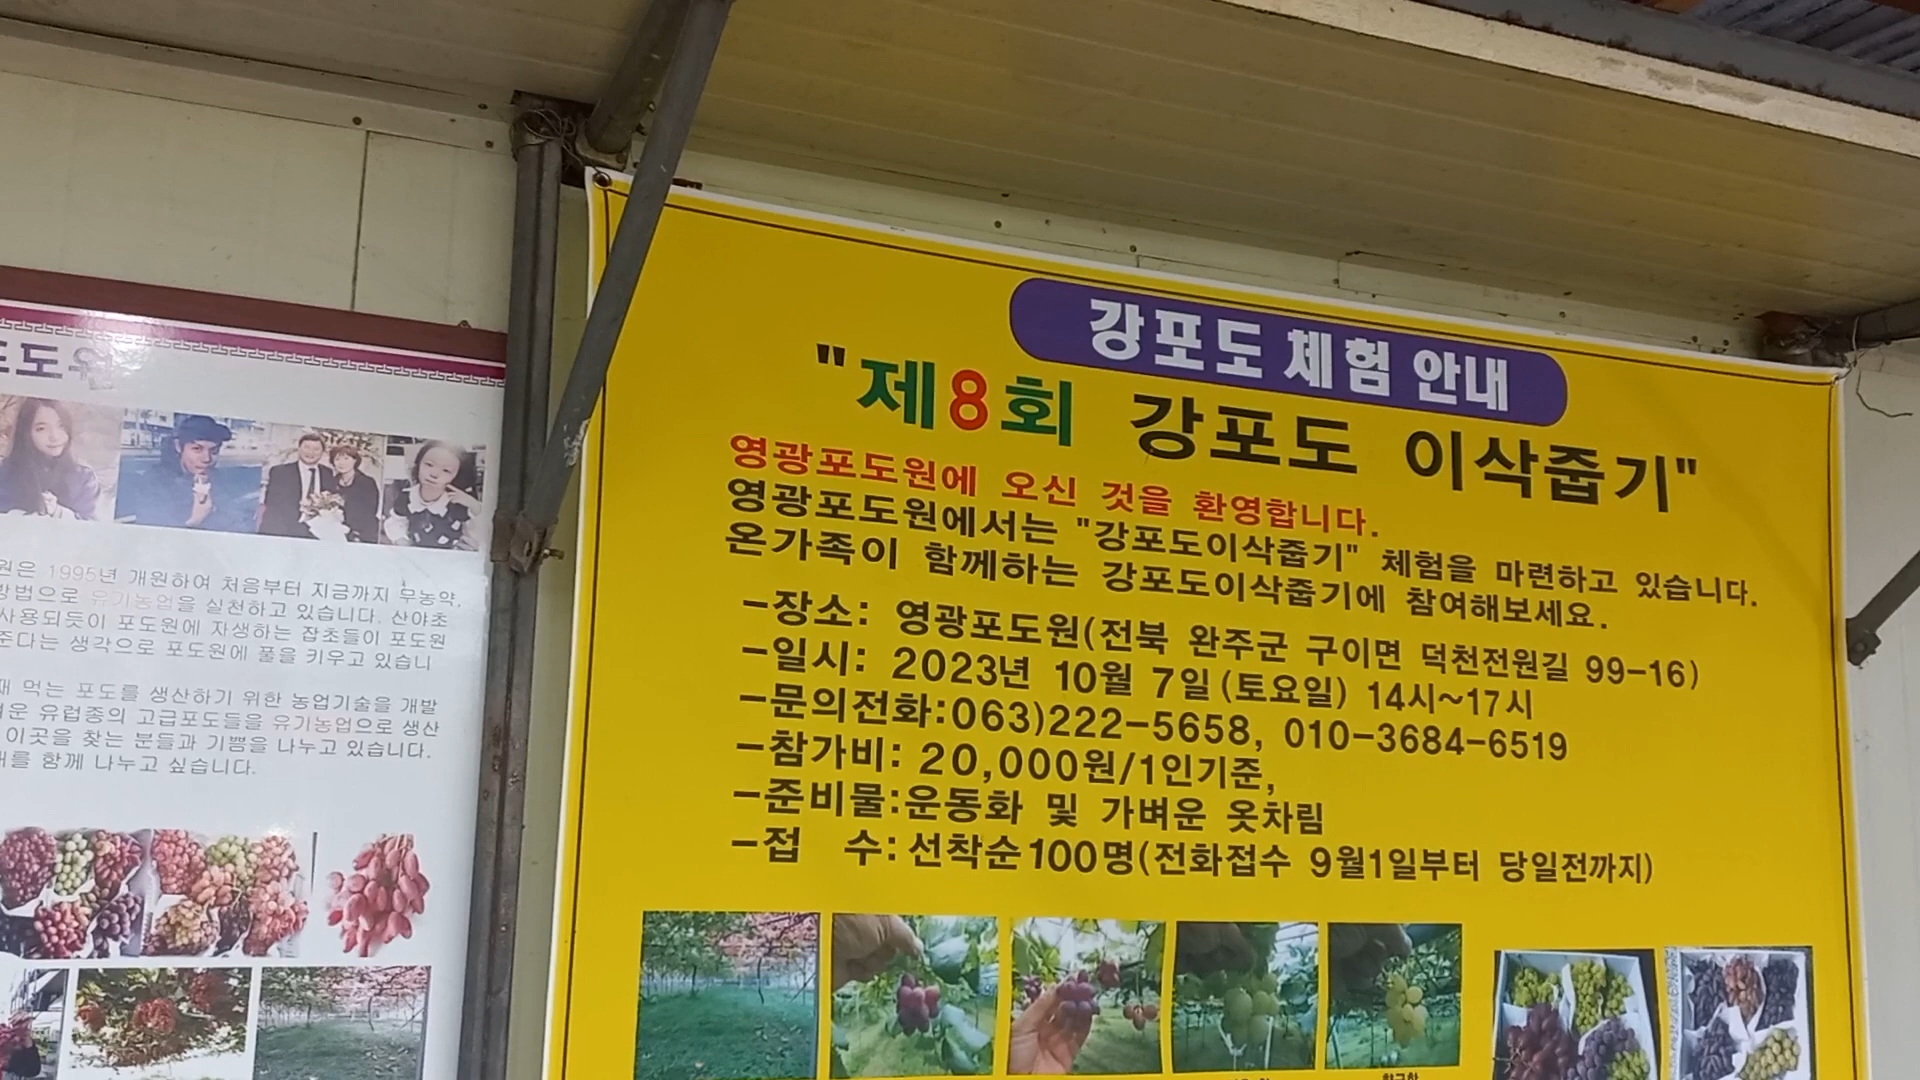 포도원
원은 1995년 개원하여 처음부터 지금까지 무농약,
방법으로 유기농업을 실천하고 있습니다. 산야초
사용되듯이 포도원에 자생하는 잡초들이 포도원
준다는 생각으로 포도원에 풀을 키우고 있습니
먹는 포도를 생산하기 위한 농업기술을 개발
유럽종의 고급포도들을 유기농업으로 생산
이곳을 찾는 분들과 기쁨을 나누고 있습니다.
함께 나누고 싶습니다.
강포도 체험 안내
"제8회 강포도 이삭줍기"
영광포도원에 오신 것을 환영합니다.
영광포도원에서는 "강포도이삭줍기" 체험을 마련하고 있습니다.
온가족이 함께하는 강포도이삭줍기에 참여해보세요.
-장소: 영광포도원(전북 완주군 구이면 덕천전원길 99-16)
-일시: 2023년 10월 7일(토요일) 14시~17시
-문의전화:063)222-5658, 010-3684-6519
-참가비: 20,000원/1인기준,
-준비물:운동화 및 가벼운 옷차림
-접 수:선착순100명(전화접수 9월1일부터 당일전까지)